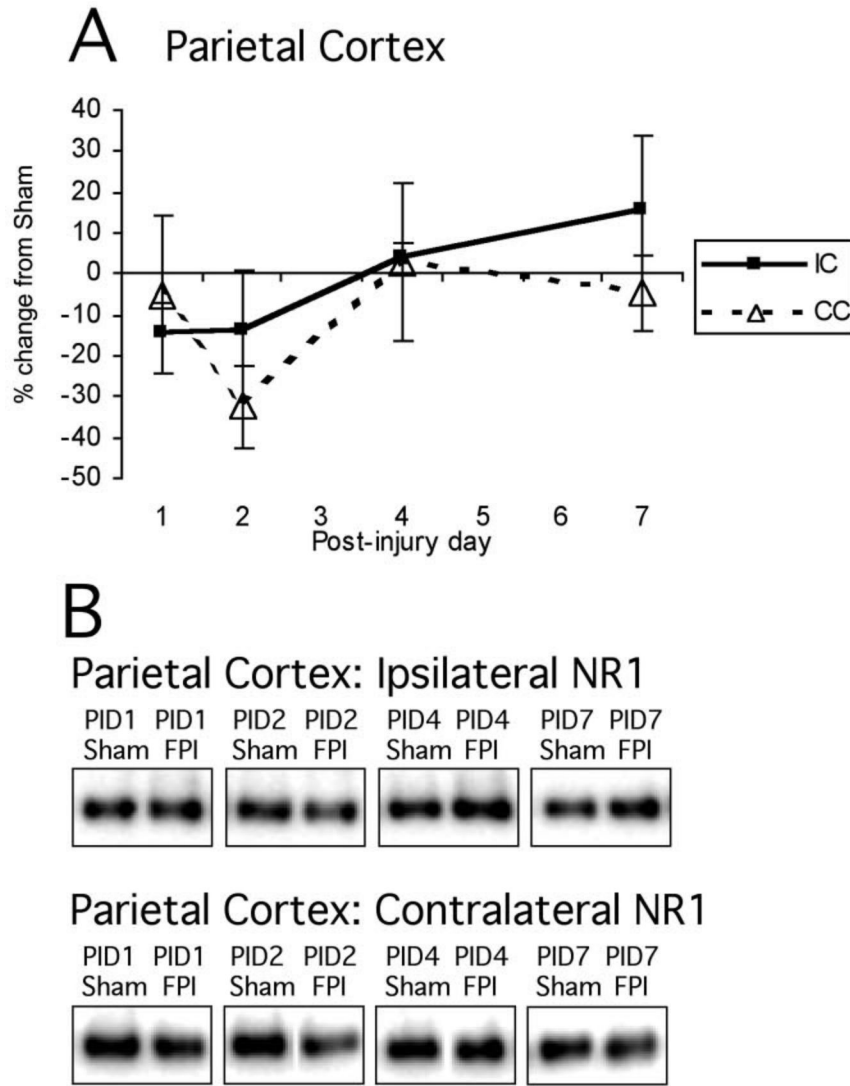 A Parietal Cortex
40
30
20
10
0
-10
-20
-30
-40
-50
% change from Sham
1 2 3 4 5 6 7
Post-injury day
IC
CC
B
Parietal Cortex: Ipsilateral NR1
PID1 PID1 PID2 PID2 PID4 PID4 PID7 PID7
Sham FPI Sham FPI Sham FPI Sham FPI
Parietal Cortex: Contralateral NR1
PID1 PID1 PID2 PID2 PID4 PID4 PID7 PID7
Sham FPI Sham FPI Sham FPI Sham FPI